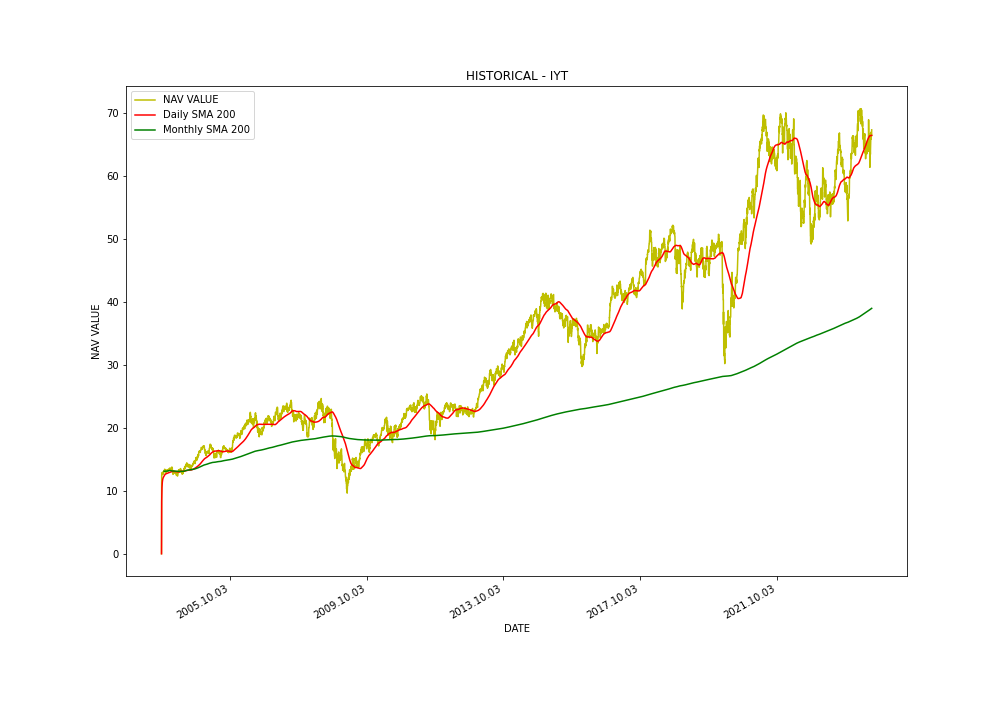 HISTORICAL - IYT
NAV VALUE
Daily SMA 200
Monthly SMA 200
70
60
50
40
30
20
10
0
NAV VALUE
2005.10.03
2009.10.03
2013.10.03
2017.10.03
2021.10.03
DATE